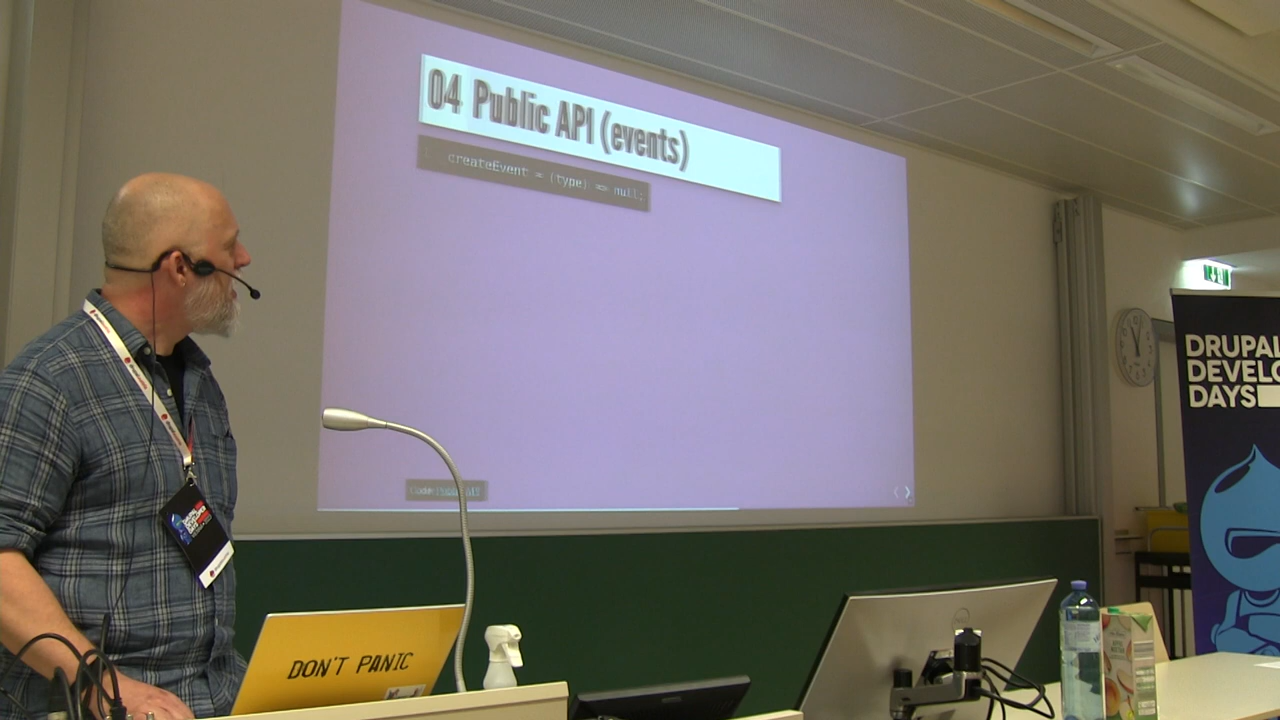 04 Public API (events)
createEvent = (type) => null;
DRUPAL
DEVELO
DAYS
DON'T PANIC